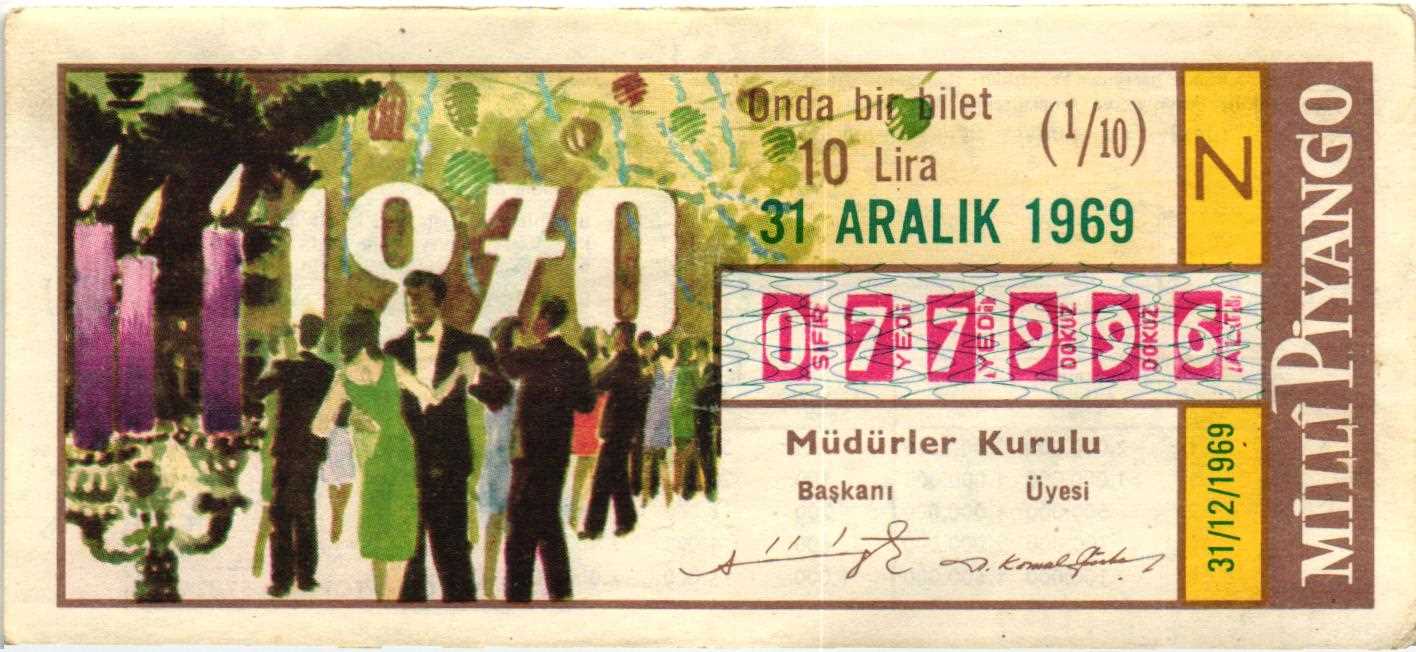 1970
Onda bir bilet
(1/10)
10 Lira
31 ARALIK 1969
Z
0 7 7 9 9 6
SIFIR YEDİ YEDİ DOKUZ DOKUZ ALTI
Müdürler Kurulu
Başkanı Üyesi
31/12/1969
MİLLÎ PİYANGO